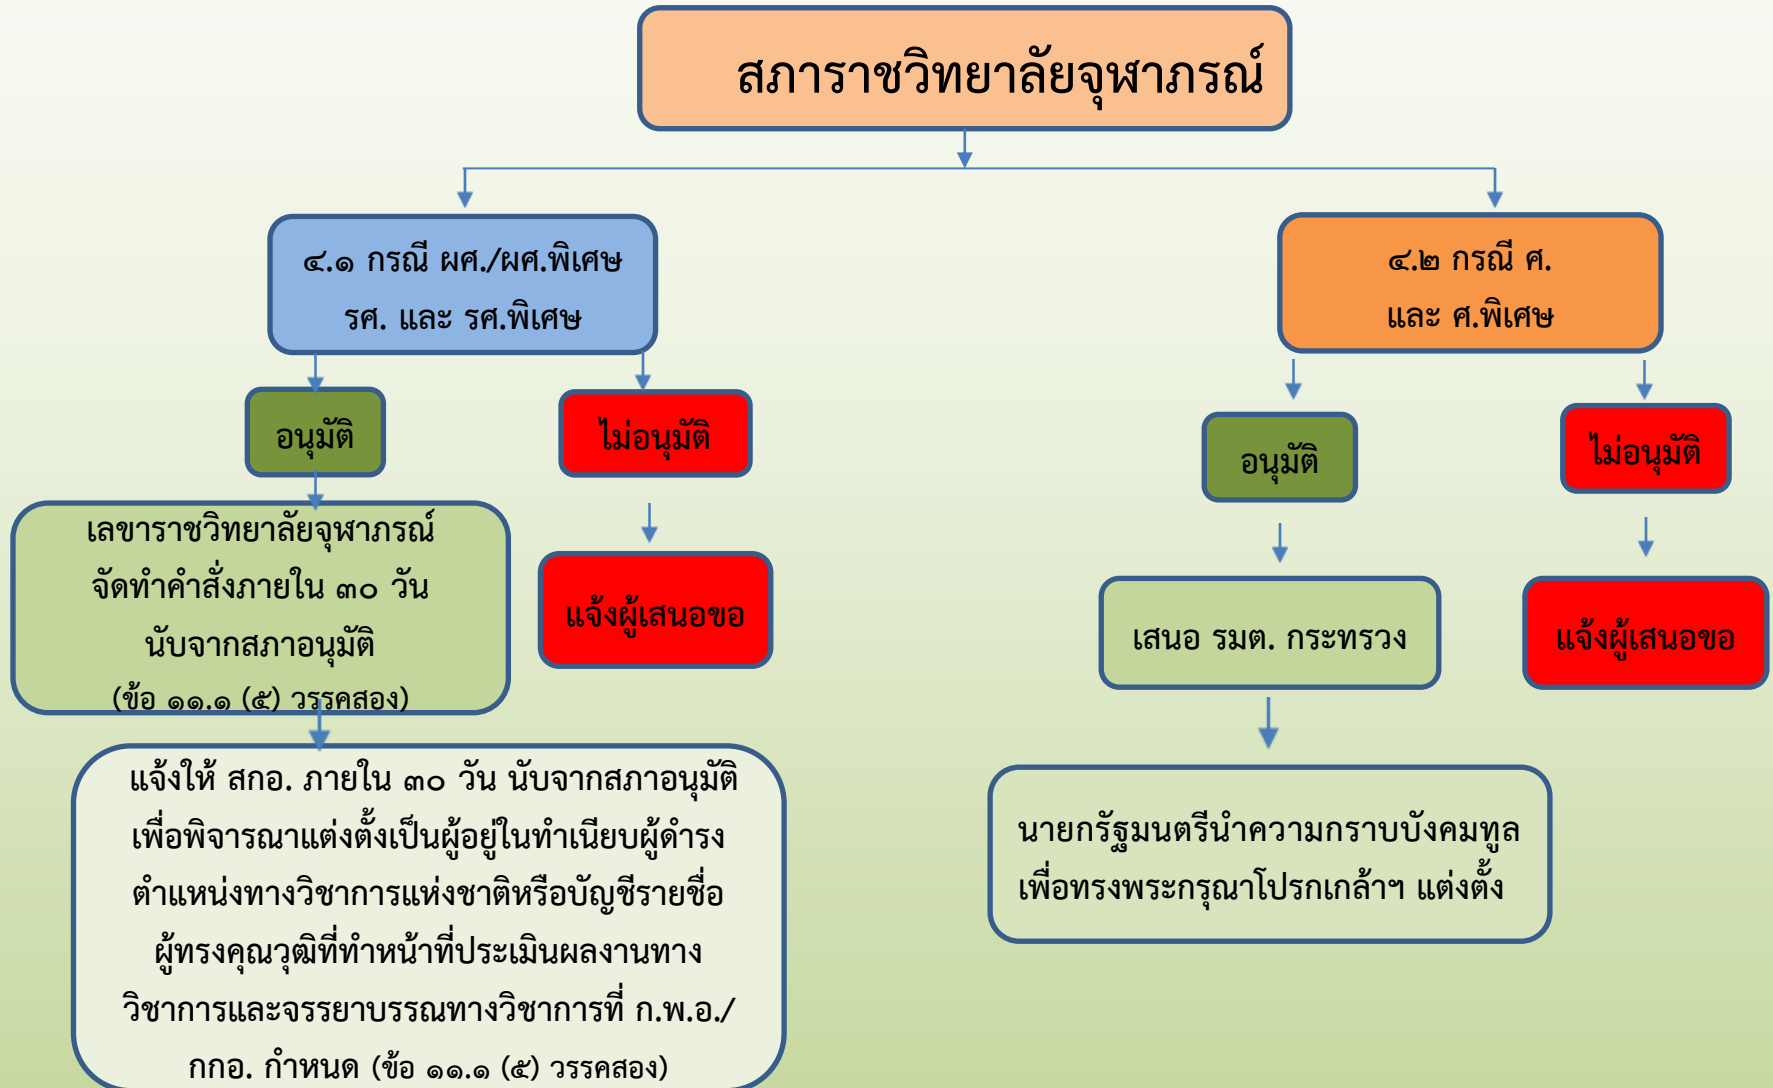 สภาราชวิทยาลัยจุฬาภรณ์
๔.๑ กรณี ผศ./ผศ.พิเศษ
รศ. และ รศ.พิเศษ
๔.๒ กรณี ศ.
และ ศ.พิเศษ
อนุมัติ
ไม่อนุมัติ
อนุมัติ
ไม่อนุมัติ
เลขาราชวิทยาลัยจุฬาภรณ์
จัดทำคำสั่งภายใน ๓๐ วัน
นับจากสภาอนุมัติ
(ข้อ ๑๑.๑ (๕) วรรคสอง)
แจ้งผู้เสนอขอ
เสนอ รมต. กระทรวง
แจ้งผู้เสนอขอ
แจ้งให้ สกอ. ภายใน ๓๐ วัน นับจากสภาอนุมัติ
เพื่อพิจารณาแต่งตั้งเป็นผู้อยู่ในทำเนียบผู้ดำรง
ตำแหน่งทางวิชาการแห่งชาติหรือบัญชีรายชื่อ
ผู้ทรงคุณวุฒิที่ทำหน้าที่ประเมินผลงานทาง
วิชาการและจรรยาบรรณทางวิชาการที่ ก.พ.อ./
กกอ. กำหนด (ข้อ ๑๑.๑ (๕) วรรคสอง)
นายกรัฐมนตรีนำความกราบบังคมทูล
เพื่อทรงพระกรุณาโปรกเกล้าฯ แต่งตั้ง